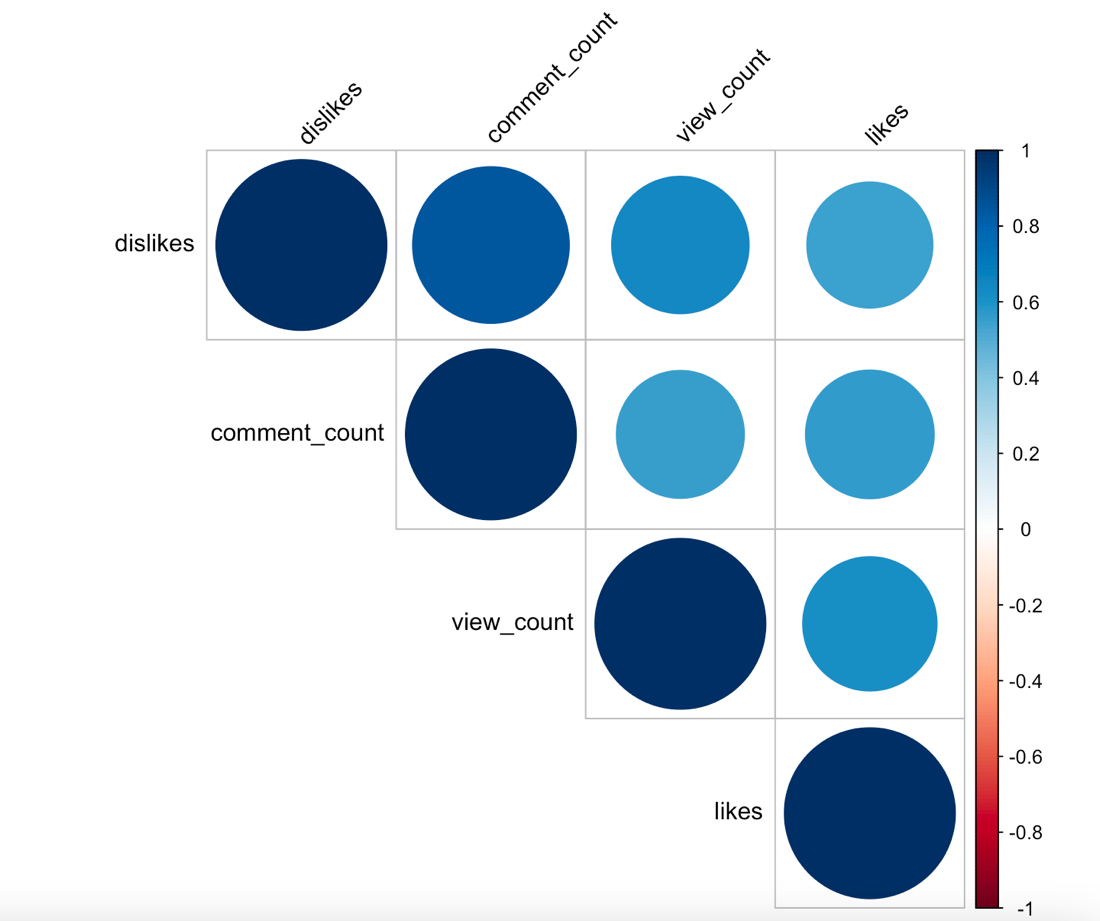 dislikes
comment_count
view_count
likes
dislikes
comment_count
view_count
likes
1
0.8
0.6
0.4
0.2
0
-0.2
-0.4
-0.6
-0.8
-1